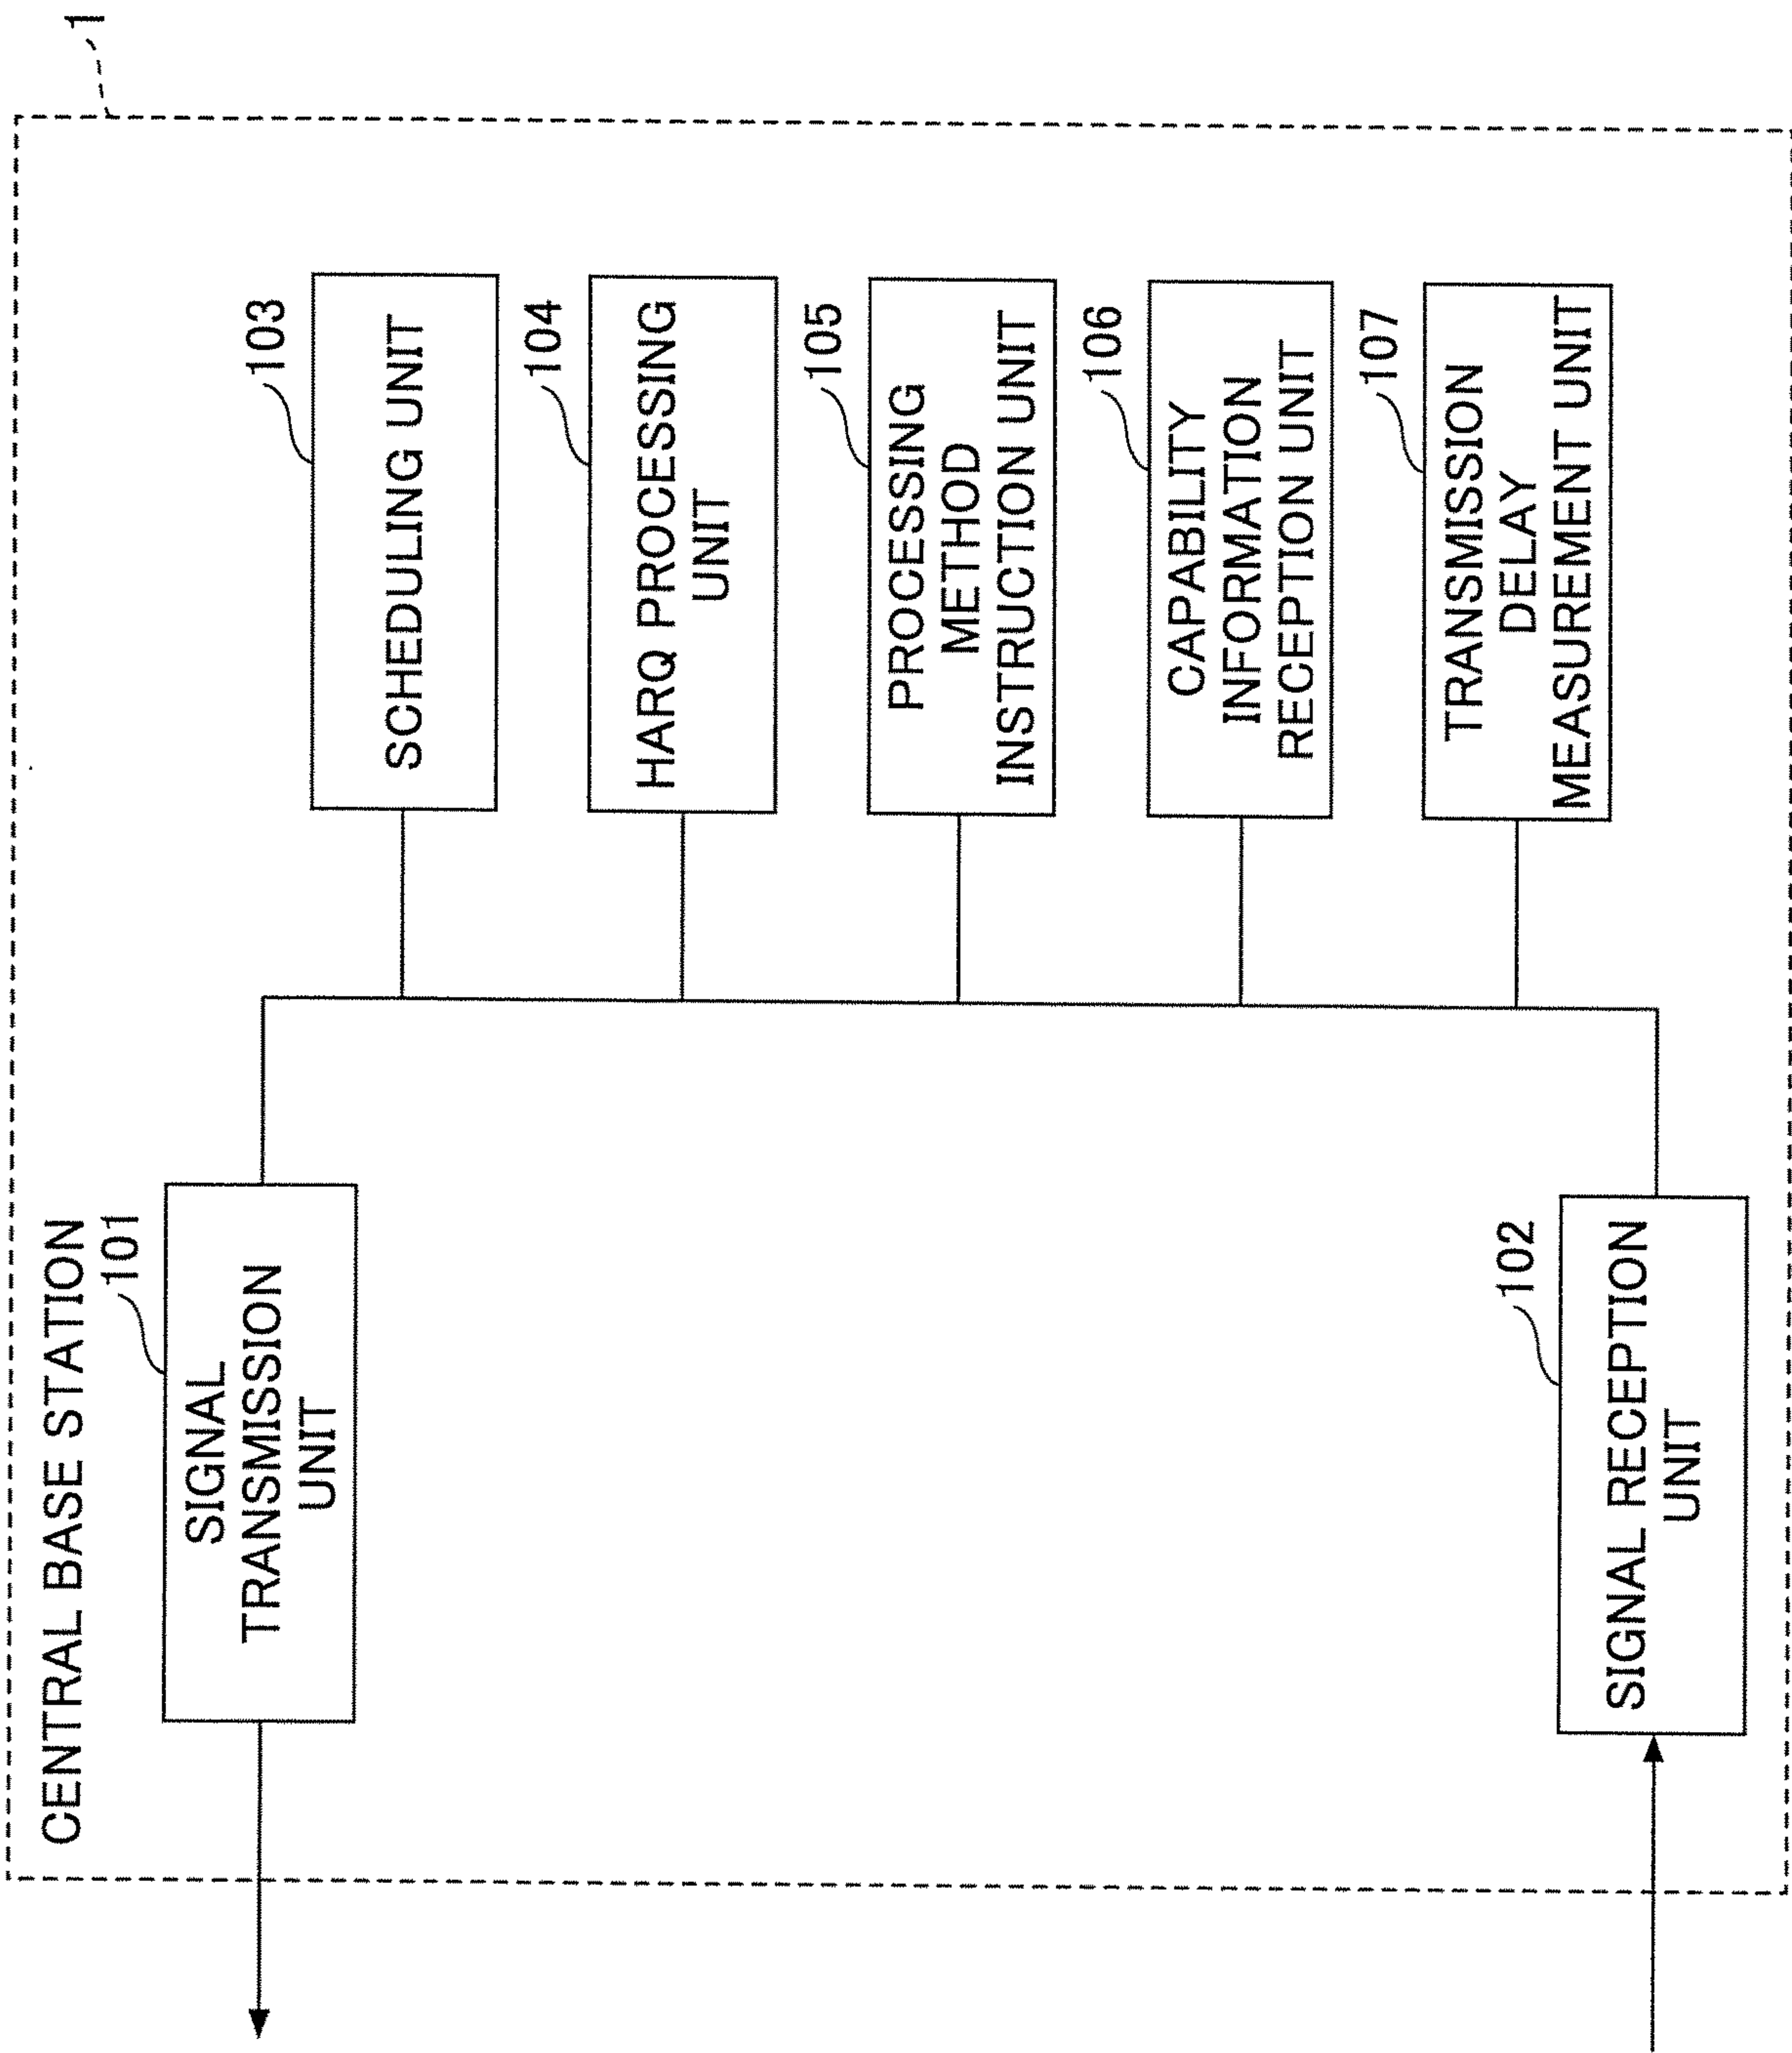 1
CENTRAL BASE STATION
101
SIGNAL
TRANSMISSION
UNIT
103
SCHEDULING UNIT
104
HARQ PROCESSING
UNIT
105
PROCESSING
METHOD
INSTRUCTION UNIT
106
CAPABILITY
INFORMATION
RECEPTION UNIT
107
TRANSMISSION
DELAY
MEASUREMENT UNIT
102
SIGNAL RECEPTION
UNIT